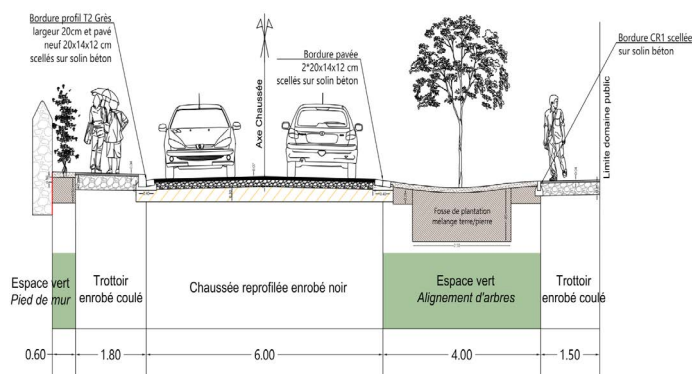 Bordure profil T2 Grés
largeur 20cm et pavé
neuf 20x14x12 cm
scellés sur solin béton
Axe Chaussée
Bordure pavée
2*20x14x12 cm
scellés sur solin béton
Bordure CR1 scellée
sur solin béton
Limite domaine public
Fosse de plantation
mélange terre/pierre
Espace vert
Pied de mur
Trottoir
enrobé coulé
Chaussée reprofilée enrobé noir
Espace vert
Alignement d'arbres
Trottoir
enrobé coulé
0.60
1.80
6.00
4.00
1.50